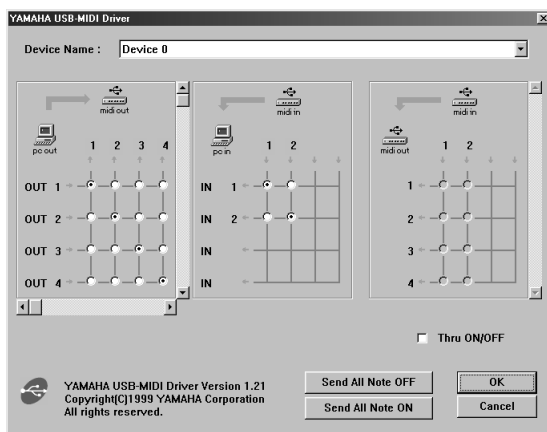 YAMAHA USB-MIDI Driver
Device Name : Device 0
midi out
pc out 1 2 3 4
OUT 1
OUT 2
OUT 3
OUT 4
midi in
pc in 1 2
IN 1
IN 2
IN
IN
midi in
midi out 1 2
1
2
3
4
Thru ON/OFF
YAMAHA USB-MIDI Driver Version 1.21
Copyright(C)1999 YAMAHA Corporation
All rights reserved.
Send All Note OFF
Send All Note ON
OK
Cancel